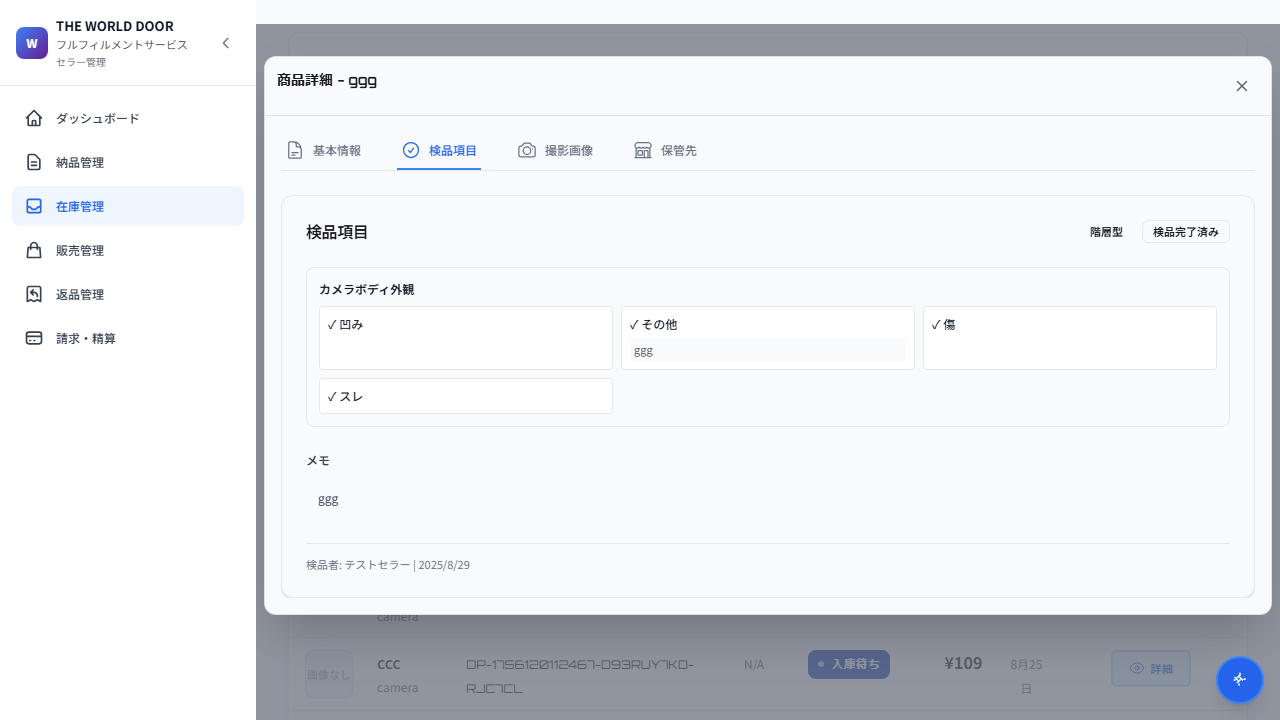 W
THE WORLD DOOR
フルフィルメントサービス
セラー管理
ダッシュボード
納品管理
在庫管理
販売管理
返品管理
請求・精算
商品詳細 - ggg
基本情報
検品項目
撮影画像
保管先
検品項目
階層型
検品完了済み
カメラボディ外観
✓ 凹み
✓ その他
ggg
✓ 傷
✓ スレ
メモ
ggg
検品者: テストセラー | 2025/8/29
camera
画像なし
CCC
camera
DP-1756120112467-D93RUY7KD-
RJC7CL
N/A
入庫待ち
¥109
8月25
日
詳細